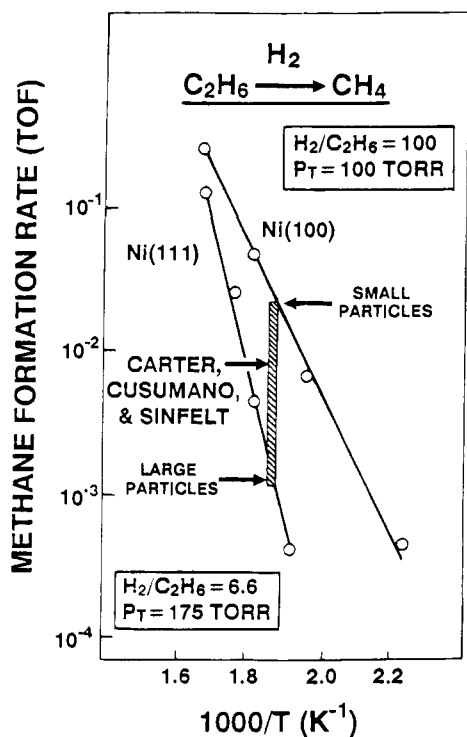 H2
C2H6 → CH4
H2/C2H6 = 100
PT = 100 TORR
METHANE FORMATION RATE (TOF)
10^-1
10^-2
10^-3
10^-4
Ni(111)
Ni(100)
SMALL
PARTICLES
CARTER,
CUSUMANO,
& SINFELT
LARGE
PARTICLES
H2/C2H6 = 6.6
PT = 175 TORR
1.6 1.8 2.0 2.2
1000/T (K^-1)